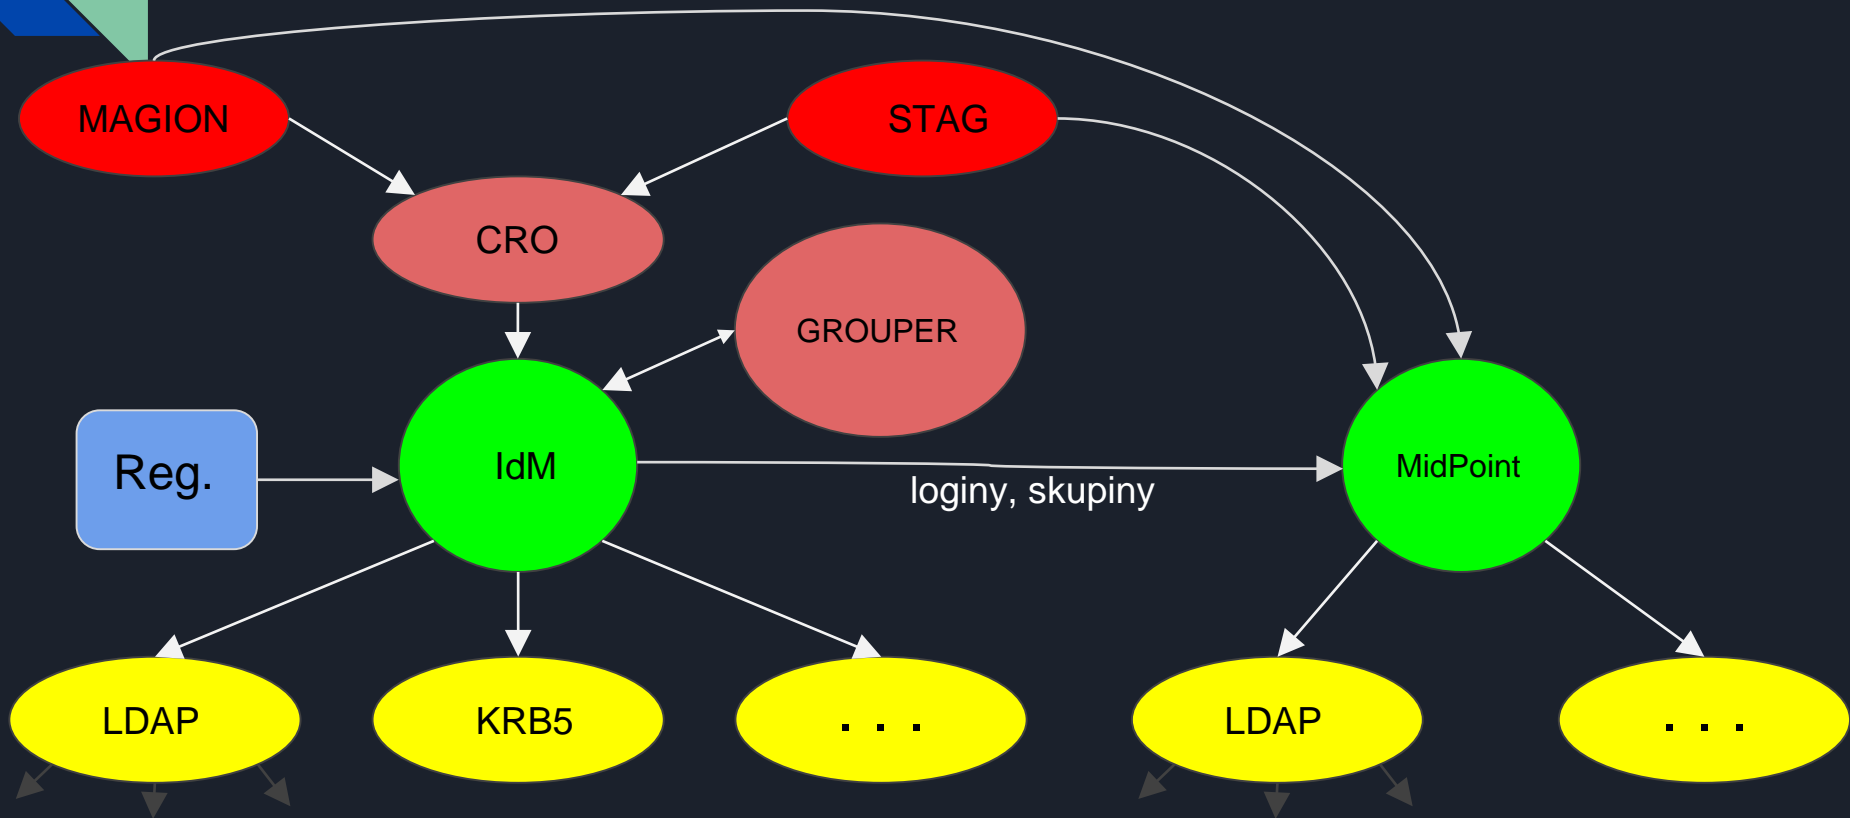 MAGION
STAG
CRO
GROUPER
Reg.
IdM
MidPoint
loginy, skupiny
LDAP
KRB5
. . .
LDAP
. . .